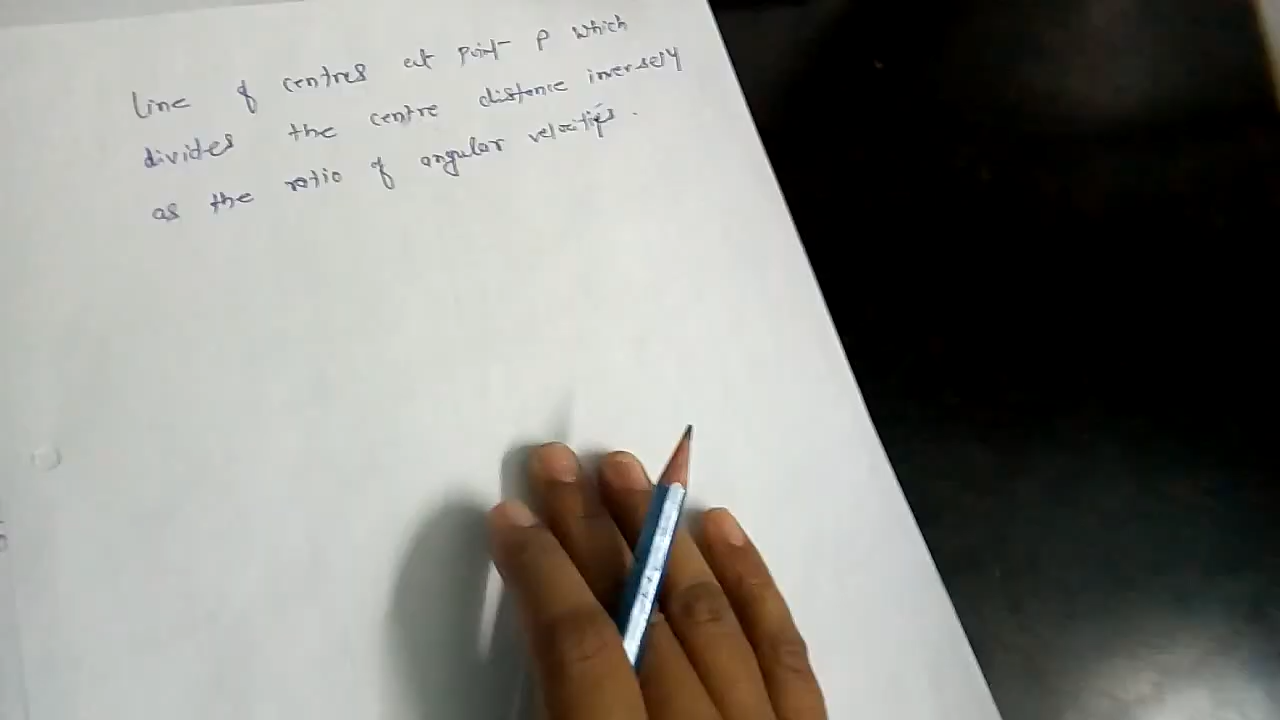 line of centres at point P which
divides the centre distance inversely
as the ratio of angular velocities.